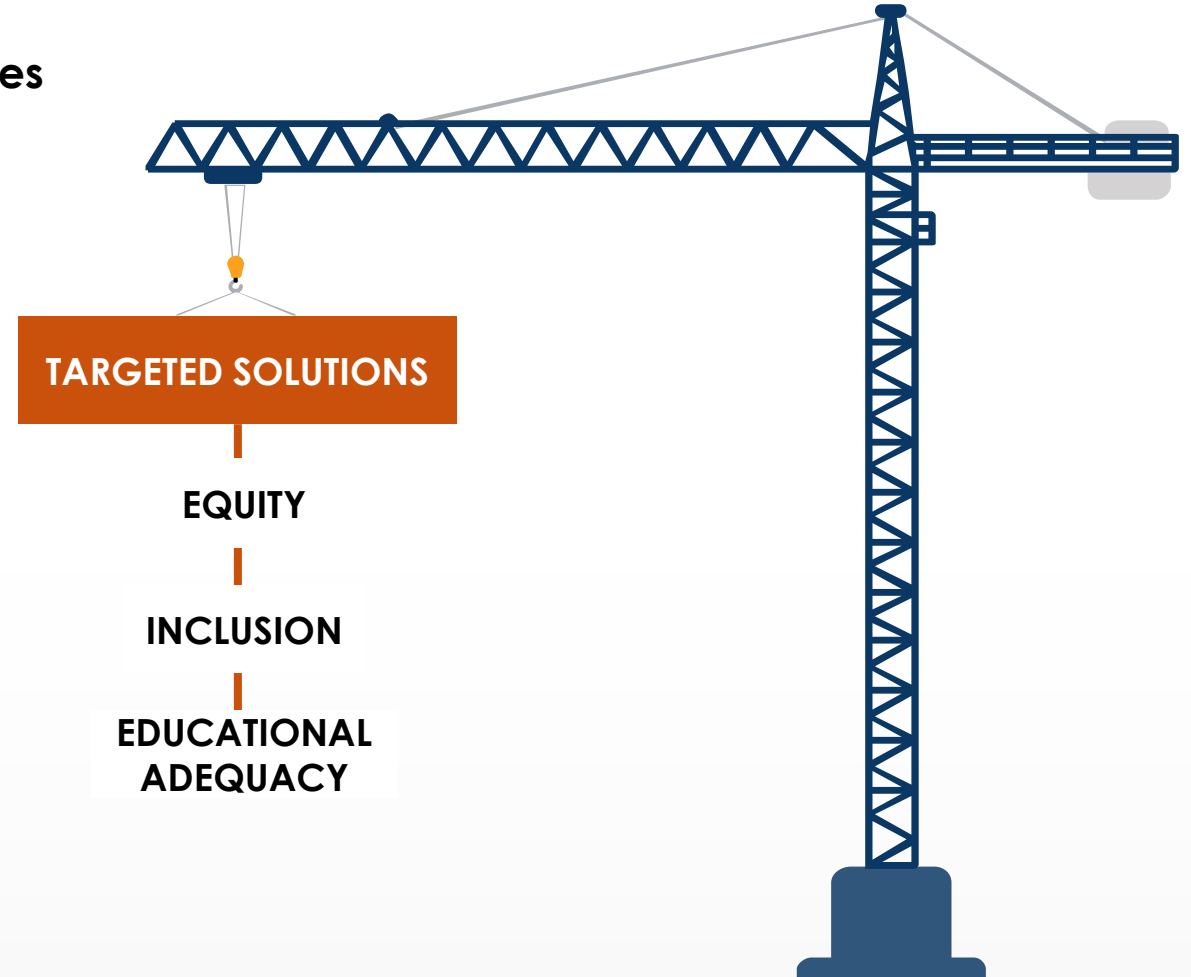 es
TARGETED SOLUTIONS
EQUITY
INCLUSION
EDUCATIONAL
ADEQUACY